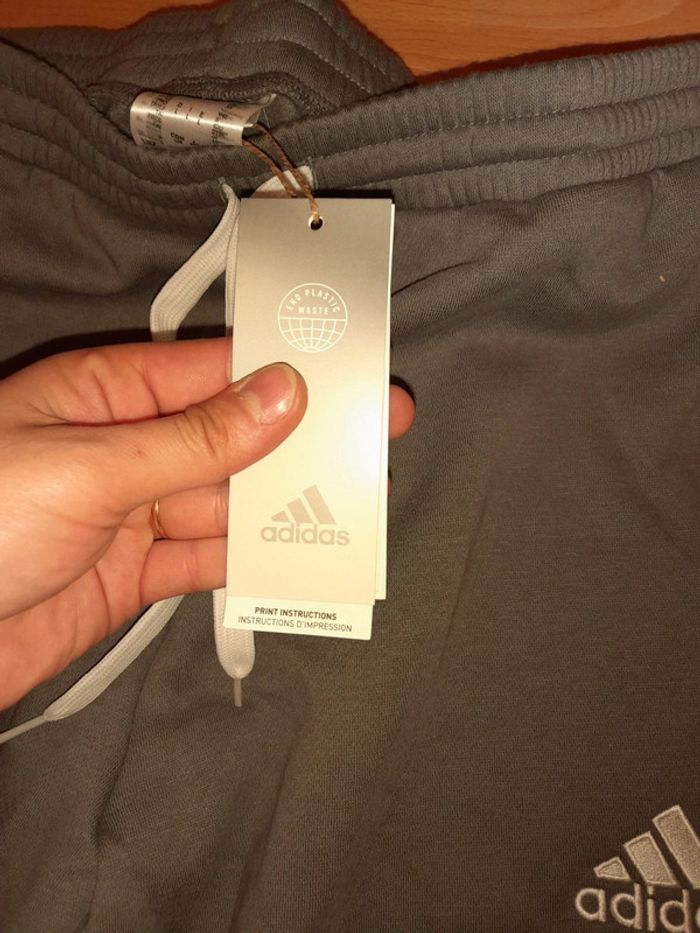 END PLASTIC
WASTE
adidas
PRINT INSTRUCTIONS
INSTRUCTIONS D'IMPRESSION
adid